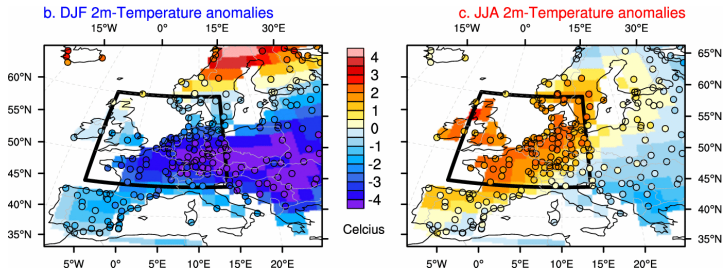 b. DJF 2m-Temperature anomalies
c. JJA 2m-Temperature anomalies
15°W 0° 15°E 30°E
15°W 0° 15°E 30°E
60°N
55°N
50°N
45°N
40°N
35°N
4
3
2
1
0
-1
-2
-3
-4
Celcius
65°N
60°N
55°N
50°N
45°N
40°N
35°N
5°W 0° 5°E 10°E 15°E 20°E
5°W 0° 5°E 10°E 15°E 20°E